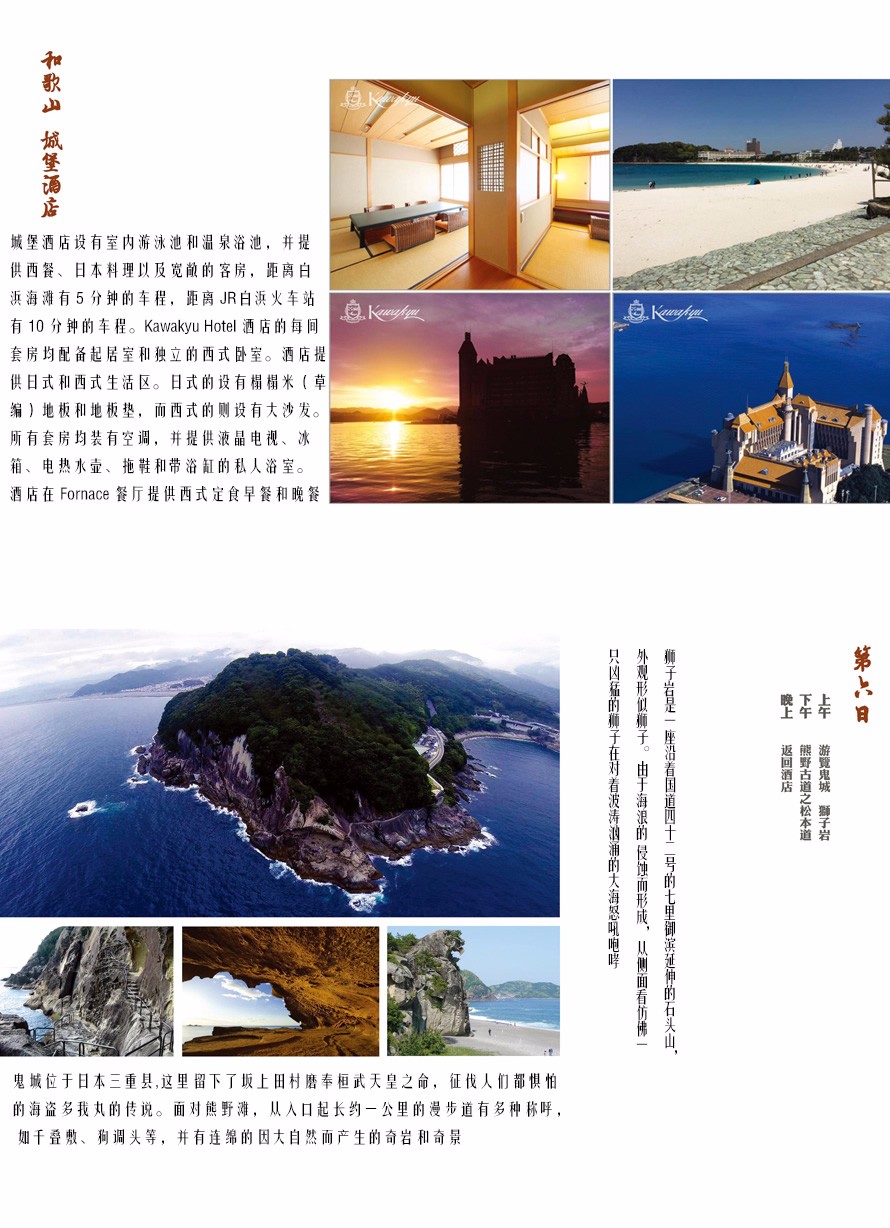 和歌山 城堡酒店
城堡酒店设有室内游泳池和温泉浴池，并提
供西餐、日本料理以及宽敞的客房，距离白
浜海滩有 5 分钟的车程，距离 JR白浜火车站
有 10 分钟的车程。Kawakyu Hotel 酒店的每间
套房均配备起居室和独立的西式卧室。酒店提
供日式和西式生活区。日式的设有榻榻米（草
编）地板和地板垫，而西式的则设有大沙发。
所有套房均装有空调，并提供液晶电视、冰
箱、电热水壶、拖鞋和带浴缸的私人浴室。
酒店在 Fornace 餐厅提供西式定食早餐和晚餐
Kawakyu
Kawakyu
Kawakyu
第六日
上午 游覽鬼城 獅子岩
下午 熊野古道之松本道
晚上 返回酒店
狮子岩是一座沿着国道四十二号的七里御滨延伸的石头山，
外观形似狮子。由于海浪的 侵蚀而形成，从侧面看仿佛一
只凶猛的狮子在对着波涛汹涌的大海怒吼咆哮
鬼城位于日本三重县,这里留下了坂上田村磨奉桓武天皇之命，征伐人们都惧怕
的海盗多我丸的传说。面对熊野滩，从入口起长约一公里的漫步道有多种称呼，
如千叠敷、狗调头等，并有连绵的因大自然而产生的奇岩和奇景